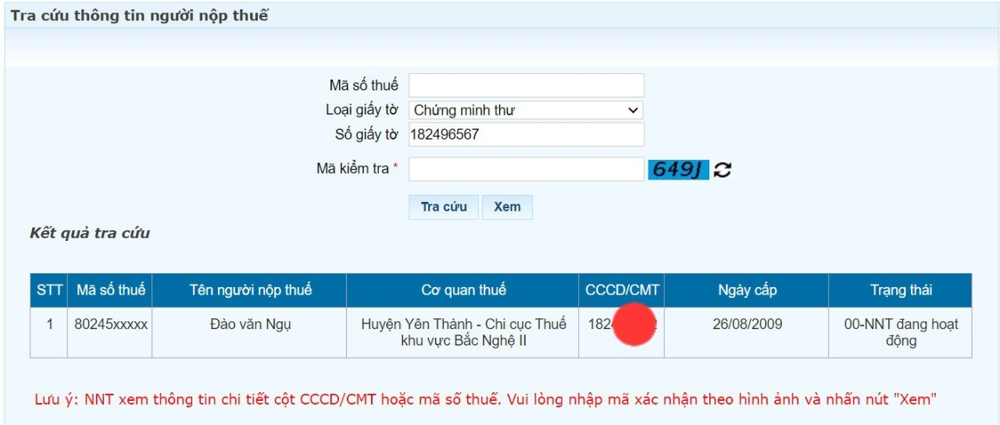 Tra cứu thông tin người nộp thuế
Mã số thuế
Loại giấy tờ Chứng minh thư
Số giấy tờ 182496567
Mã kiểm tra * 649J
Tra cứu Xem
Kết quả tra cứu
STT Mã số thuế Tên người nộp thuế Cơ quan thuế CCCD/CMT Ngày cấp Trạng thái
1 80245xxxxx Đào văn Ngụ Huyện Yên Thành - Chi cục Thuế 182 2 26/08/2009 00-NNT đang hoạt
khu vực Bắc Nghệ II động
Lưu ý: NNT xem thông tin chi tiết cột CCCD/CMT hoặc mã số thuế. Vui lòng nhập mã xác nhận theo hình ảnh và nhấn nút "Xem"